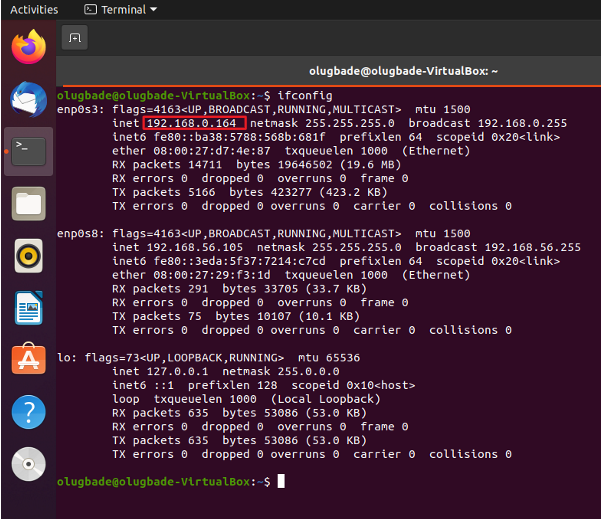 Activities
Terminal
olugbade@olugbade-VirtualBox: ~
olugbade@olugbade-VirtualBox:~$ ifconfig
enp0s3: flags=4163<UP,BROADCAST,RUNNING,MULTICAST>  mtu 1500
        inet 192.168.0.164  netmask 255.255.255.0  broadcast 192.168.0.255
        inet6 fe80::ba38:5788:568b:681f  prefixlen 64  scopeid 0x20<link>
        ether 08:00:27:d7:4e:87  txqueuelen 1000  (Ethernet)
        RX packets 14711  bytes 19646502 (19.6 MB)
        RX errors 0  dropped 0  overruns 0  frame 0
        TX packets 5166  bytes 423277 (423.2 KB)
        TX errors 0  dropped 0 overruns 0  carrier 0  collisions 0
enp0s8: flags=4163<UP,BROADCAST,RUNNING,MULTICAST>  mtu 1500
        inet 192.168.56.105  netmask 255.255.255.0  broadcast 192.168.56.255
        inet6 fe80::3eda:5f37:7214:c7cd  prefixlen 64  scopeid 0x20<link>
        ether 08:00:27:29:f3:1d  txqueuelen 1000  (Ethernet)
        RX packets 291  bytes 33705 (33.7 KB)
        RX errors 0  dropped 0  overruns 0  frame 0
        TX packets 75  bytes 10107 (10.1 KB)
        TX errors 0  dropped 0 overruns 0  carrier 0  collisions 0
lo: flags=73<UP,LOOPBACK,RUNNING>  mtu 65536
        inet 127.0.0.1  netmask 255.0.0.0
        inet6 ::1  prefixlen 128  scopeid 0x10<host>
        loop  txqueuelen 1000  (Local Loopback)
        RX packets 635  bytes 53086 (53.0 KB)
        RX errors 0  dropped 0  overruns 0  frame 0
        TX packets 635  bytes 53086 (53.0 KB)
        TX errors 0  dropped 0 overruns 0  carrier 0  collisions 0
olugbade@olugbade-VirtualBox:~$